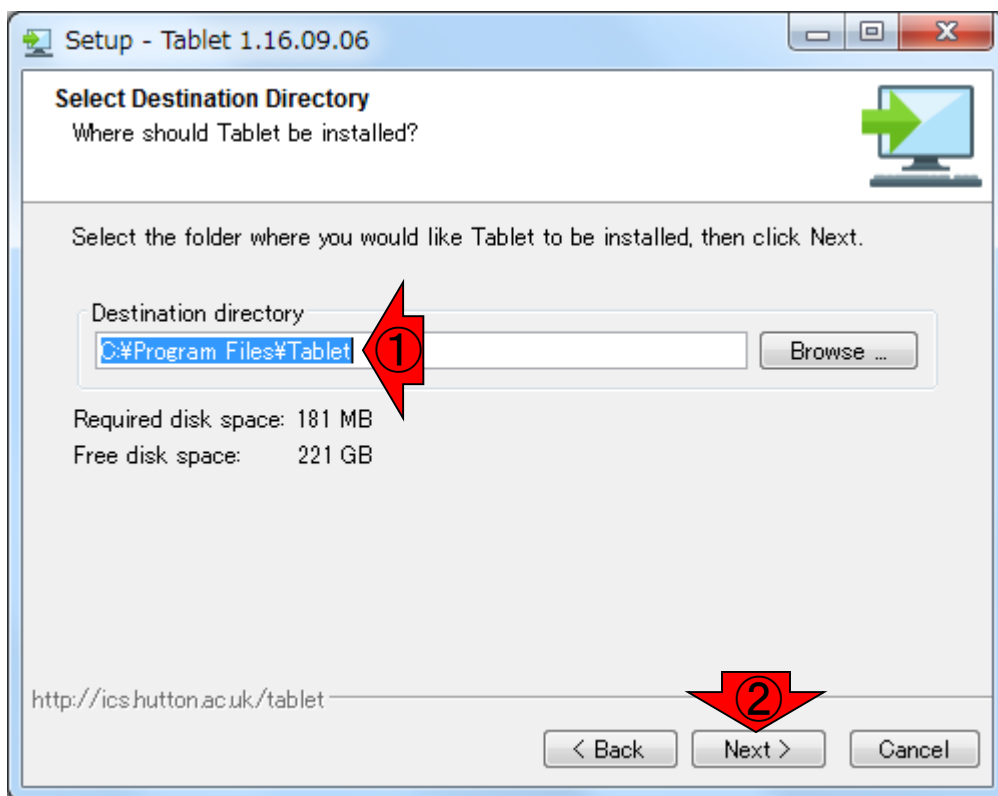 Setup - Tablet 1.16.09.06
Select Destination Directory
Where should Tablet be installed?
Select the folder where you would like Tablet to be installed, then click Next.
Destination directory
C:¥Program Files¥Tablet ①
Browse ...
Required disk space: 181 MB
Free disk space: 221 GB
http://ics.hutton.ac.uk/tablet
②
< Back Next > Cancel